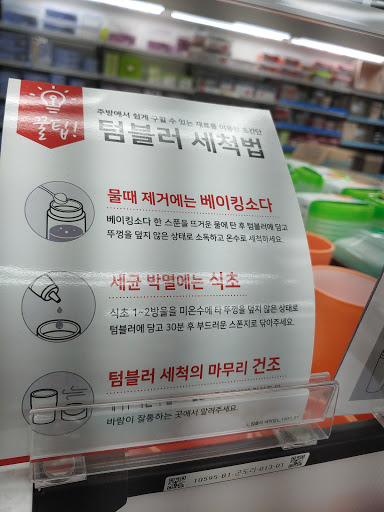 꿀팁!
주방에서 쉽게 구할 수 있는 재료를 이용한 초간단
텀블러 세척법
물때 제거에는 베이킹소다
베이킹소다 한 스푼을 뜨거운 물에 탄 후 텀블러에 담고
뚜껑을 덮지 않은 상태로 소독하고 온수로 세척하세요.
세균 박멸에는 식초
식초 1~2방울을 미온수에 타 뚜껑을 덮지 않은 상태로
텀블러에 담고 30분 후 부드러운 스폰지로 닦아주세요.
텀블러 세척의 마무리 건조
바람이 잘통하는 곳에서 말려주세요.